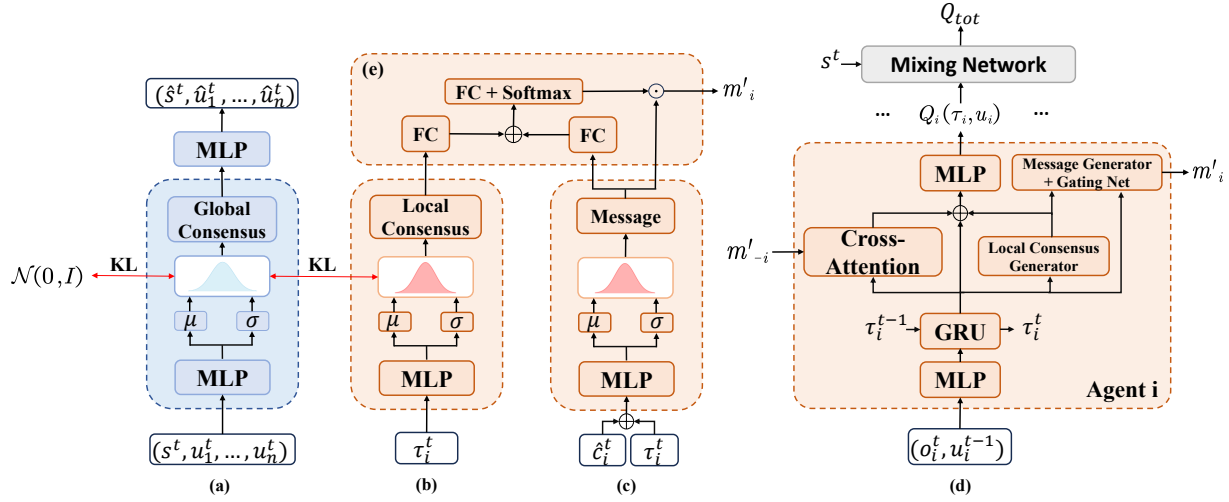 (ŝ^t, û_1^t, ..., û_n^t)
MLP
Global
Consensus
𝒩(0, I)
KL
μ
σ
MLP
(s^t, u_1^t, ..., u_n^t)
(a)
KL
Local
Consensus
μ
σ
MLP
τ_i^t
(b)
(e)
FC + Softmax
⊙
m'_i
FC
⊕
FC
Message
μ
σ
MLP
⊕
ĉ_i^t
τ_i^t
(c)
Q_tot
s^t
Mixing Network
...
Q_i(τ_i, u_i)
...
MLP
Message Generator
+ Gating Net
m'_i
⊕
m'_-i
Cross-
Attention
Local Consensus
Generator
τ_i^{t-1}
GRU
τ_i^t
MLP
Agent i
(o_i^t, u_i^{t-1})
(d)